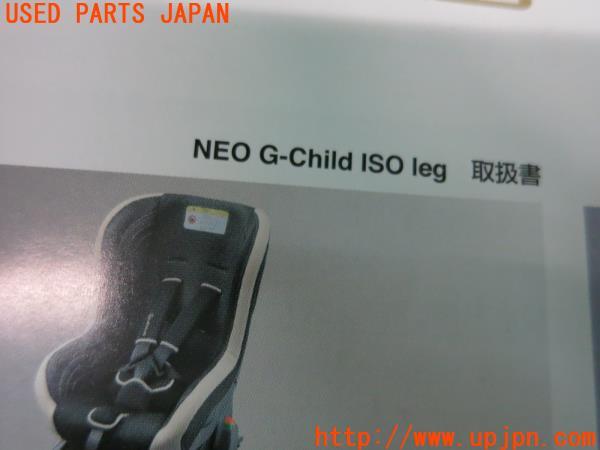 USED PARTS JAPAN
NEO G-Child ISO leg 取扱書
http://www.upjpn.com